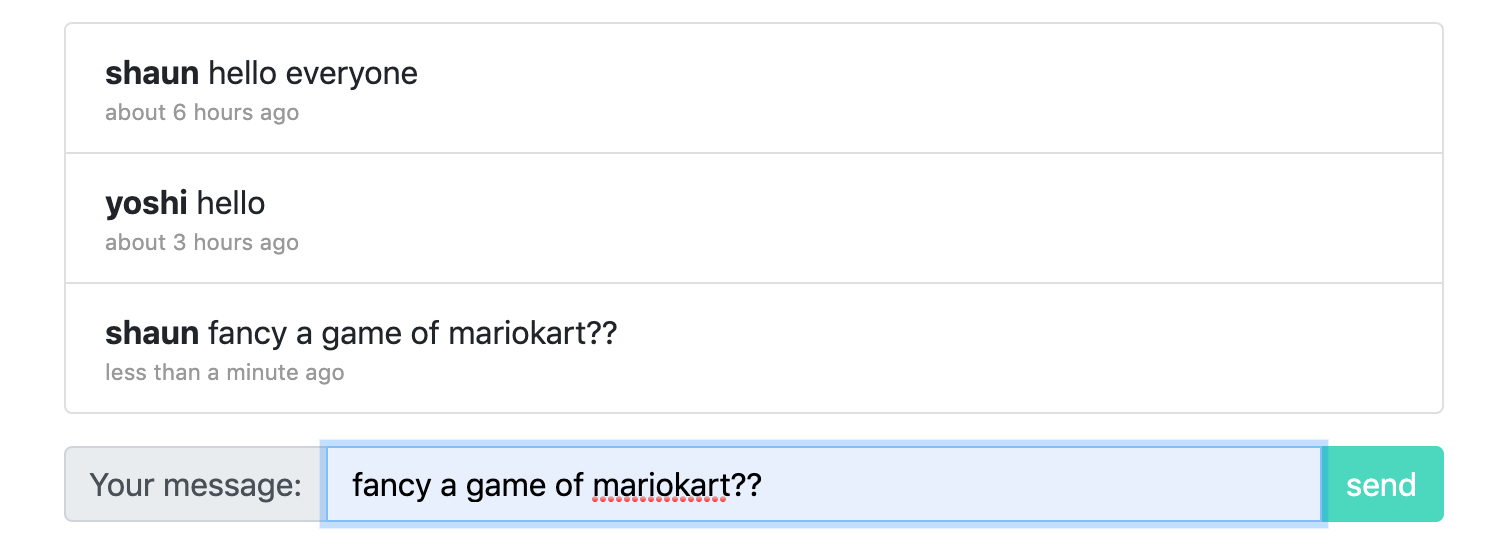 shaun hello everyone
about 6 hours ago
yoshi hello
about 3 hours ago
shaun fancy a game of mariokart??
less than a minute ago
Your message: fancy a game of mariokart?? send